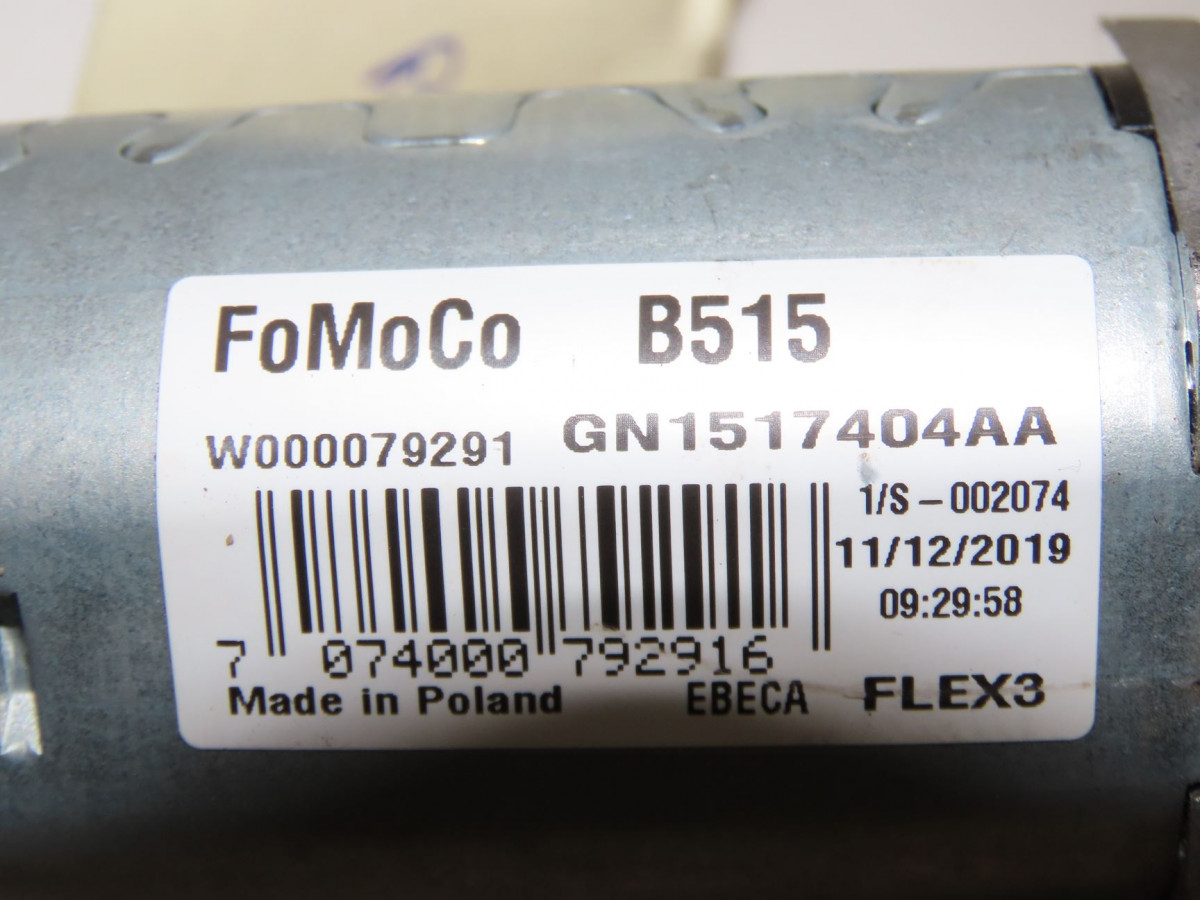 FoMoCo B515
W000079291 GN1517404AA
1/S-002074
11/12/2019
09:29:58
7 074000 792916
Made in Poland EBECA FLEX3